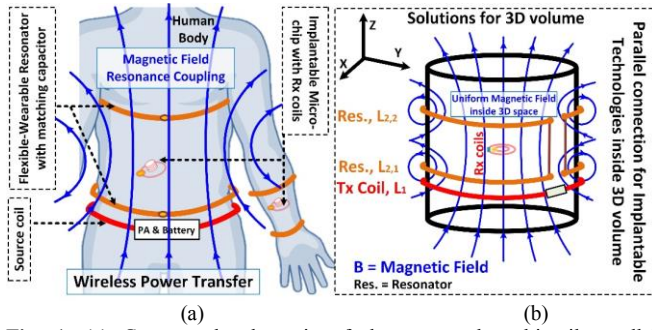 Flexible-Wearable Resonator
with matching capacitor
Source coil
Human
Body
Magnetic Field
Resonance Coupling
PA & Battery
Wireless Power Transfer
Implantable Micro-
chip with Rx coils
(a)
Solutions for 3D volume
Z
Y
X
Uniform Magnetic Field
inside 3D space
Res., L2,2
Rx coils
Res., L2,1
Tx Coil, L1
B = Magnetic Field
Res. = Resonator
Parallel connection for Implantable
Technologies inside 3D volume
(b)